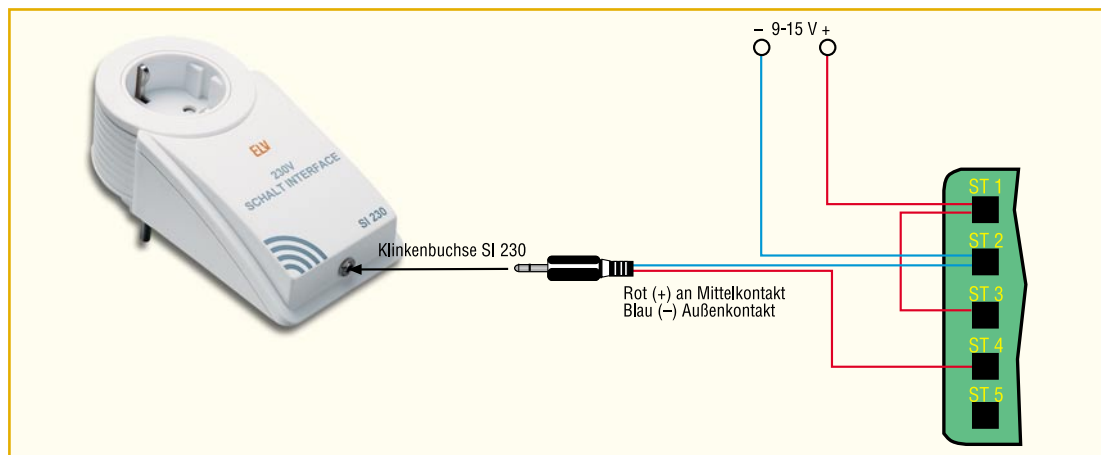 – 9-15 V +
ELV
230V
SCHALT INTERFACE
SI 230
Klinkenbuchse SI 230
Rot (+) an Mittelkontakt
Blau (–) Außenkontakt
ST 1
ST 2
ST 3
ST 4
ST 5